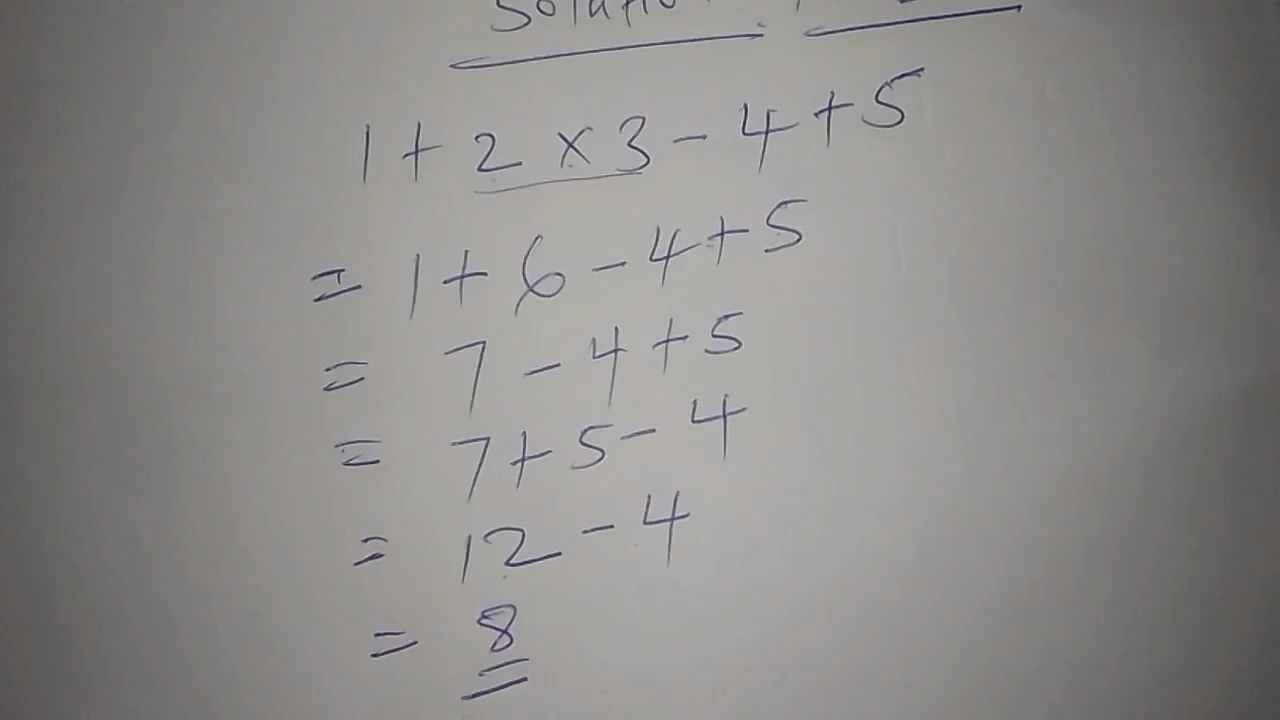 1 + 2 × 3 - 4 + 5
= 1 + 6 - 4 + 5
= 7 - 4 + 5
= 7 + 5 - 4
= 12 - 4
= 8